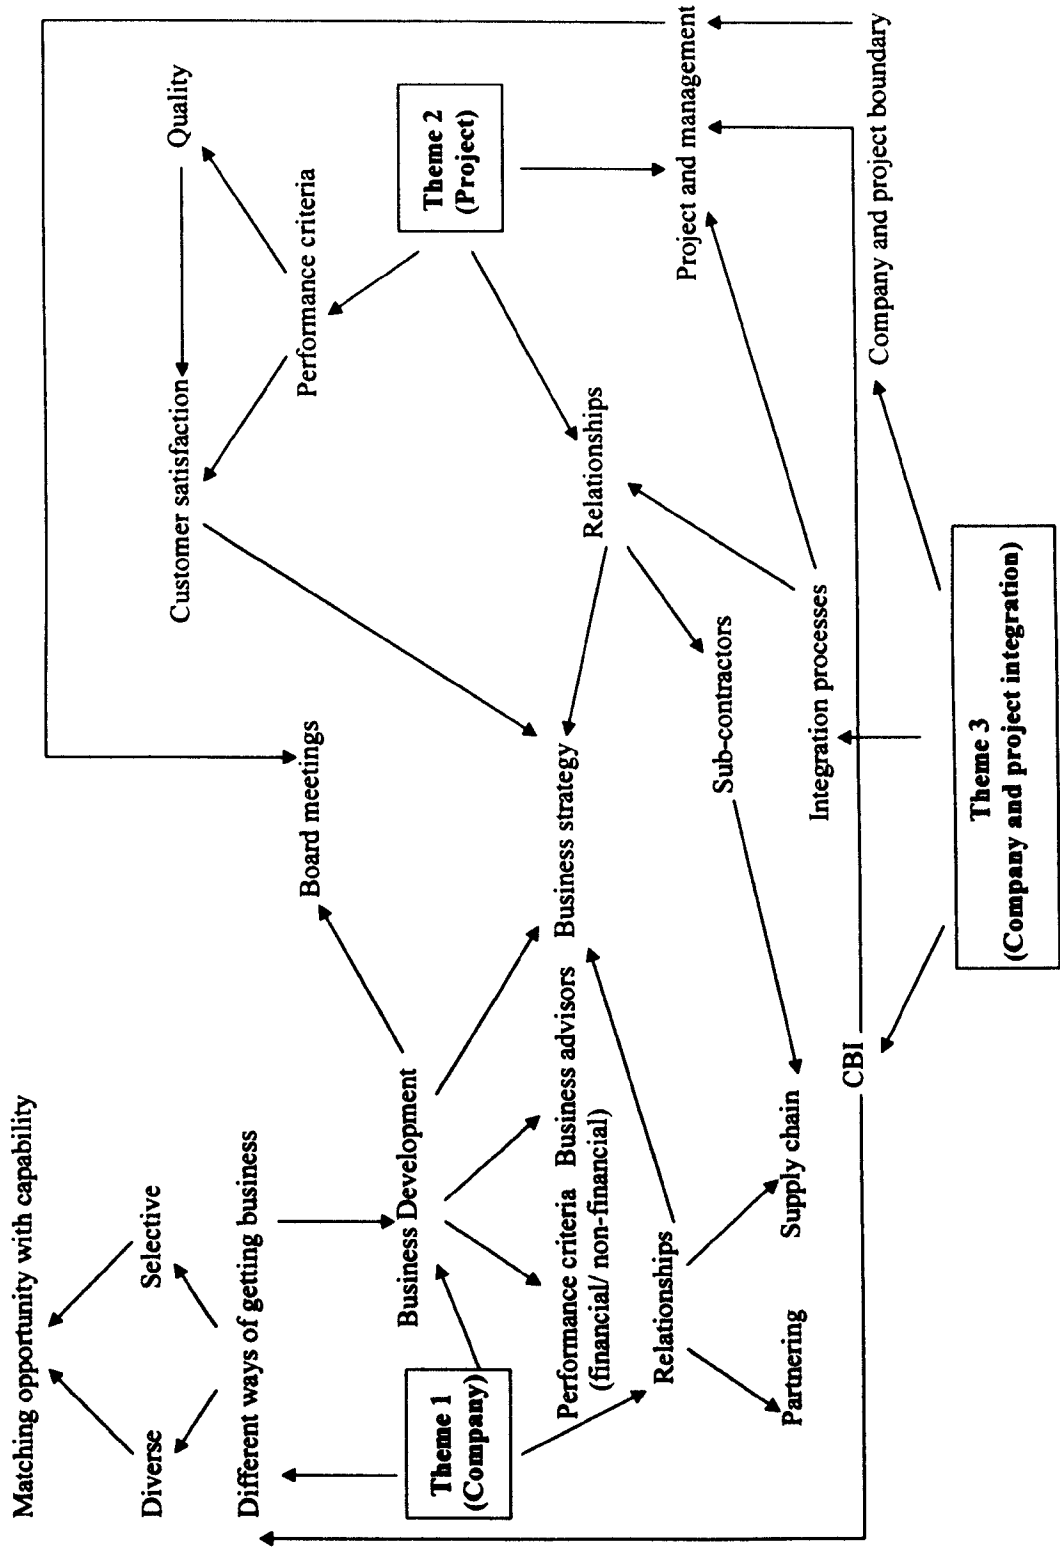 Matching opportunity with capability
Diverse
Selective
Quality
Customer satisfaction
Different ways of getting business
Board meetings
Performance criteria
Business Development
Theme 1
(Company)
Theme 2
(Project)
Performance criteria
(financial/ non-financial)
Business advisors
Business strategy
Relationships
Relationships
Sub-contractors
Project and management
Partnering
Supply chain
Integration processes
CBI
Company and project boundary
Theme 3
(Company and project integration)